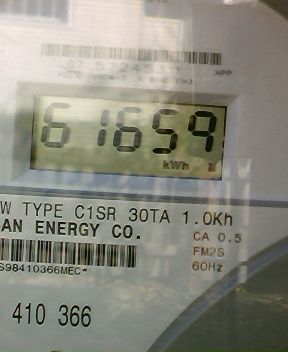 61659
kWh
W TYPE C1SR 30TA 1.0Kh
AN ENERGY CO.
CA 0.5
FM2S
60Hz
S98410366MEC*
410 366